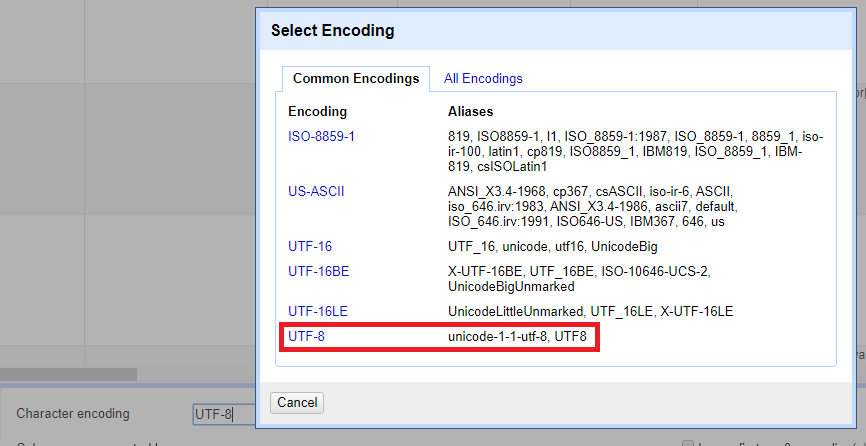 Select Encoding
Common Encodings All Encodings
Encoding Aliases
ISO-8859-1 819, ISO8859-1, l1, ISO_8859-1:1987, ISO_8859-1, 8859_1, iso-
ir-100, latin1, cp819, ISO8859_1, IBM819, ISO_8859_1, IBM-
819, csISOLatin1
US-ASCII ANSI_X3.4-1968, cp367, csASCII, iso-ir-6, ASCII,
iso_646.irv:1983, ANSI_X3.4-1986, ascii7, default,
ISO_646.irv:1991, ISO646-US, IBM367, 646, us
UTF-16 UTF_16, unicode, utf16, UnicodeBig
UTF-16BE X-UTF-16BE, UTF_16BE, ISO-10646-UCS-2,
UnicodeBigUnmarked
UTF-16LE UnicodeLittleUnmarked, UTF_16LE, X-UTF-16LE
UTF-8 unicode-1-1-utf-8, UTF8
Cancel
Character encoding UTF-8